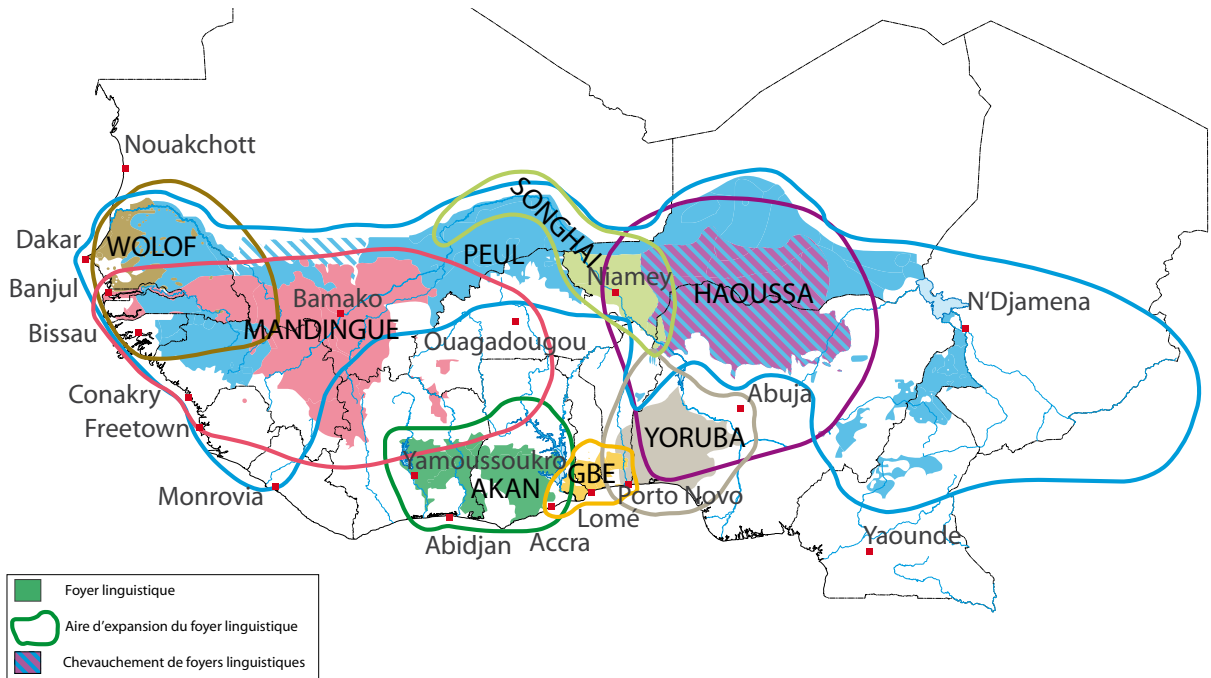 Nouakchott
SONGHAI
Dakar
WOLOF
PEUL
Niamey
HAOUSSA
Banjul
Bamako
N'Djamena
Bissau
MANDINGUE
Ouagadougou
Conakry
Abuja
Freetown
YORUBA
Yamoussoukro
GBE
AKAN
Monrovia
Porto Novo
Lomé
Abidjan
Accra
Yaounde
Foyer linguistique
Aire d'expansion du foyer linguistique
Chevauchement de foyers linguistiques